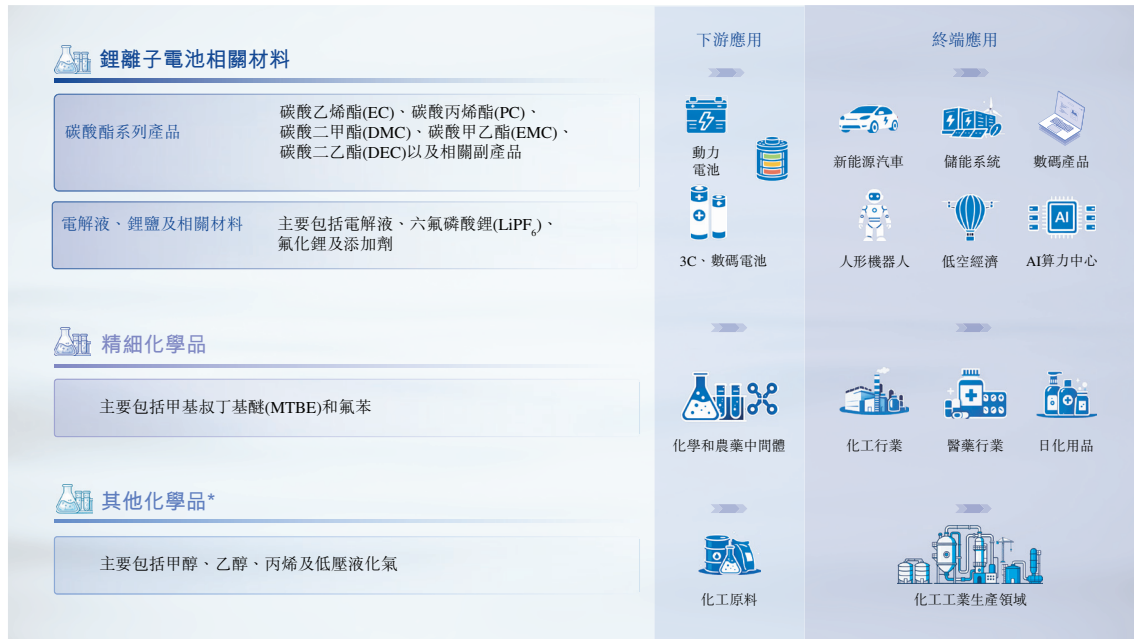 鋰離子電池相關材料
碳酸酯系列產品
碳酸乙烯酯(EC)、碳酸丙烯酯(PC)、
碳酸二甲酯(DMC)、碳酸甲乙酯(EMC)、
碳酸二乙酯(DEC)以及相關副產品
電解液、鋰鹽及相關材料
主要包括電解液、六氟磷酸鋰(LiPF₆)、
氟化鋰及添加劑
下游應用
動力
電池
3C、數碼電池
終端應用
新能源汽車
儲能系統
數碼產品
AI
人形機器人
低空經濟
AI算力中心
精細化學品
主要包括甲基叔丁基醚(MTBE)和氟苯
化學和農藥中間體
化工行業
醫藥行業
日化用品
其他化學品*
主要包括甲醇、乙醇、丙烯及低壓液化氣
化工原料
化工工業生產領域